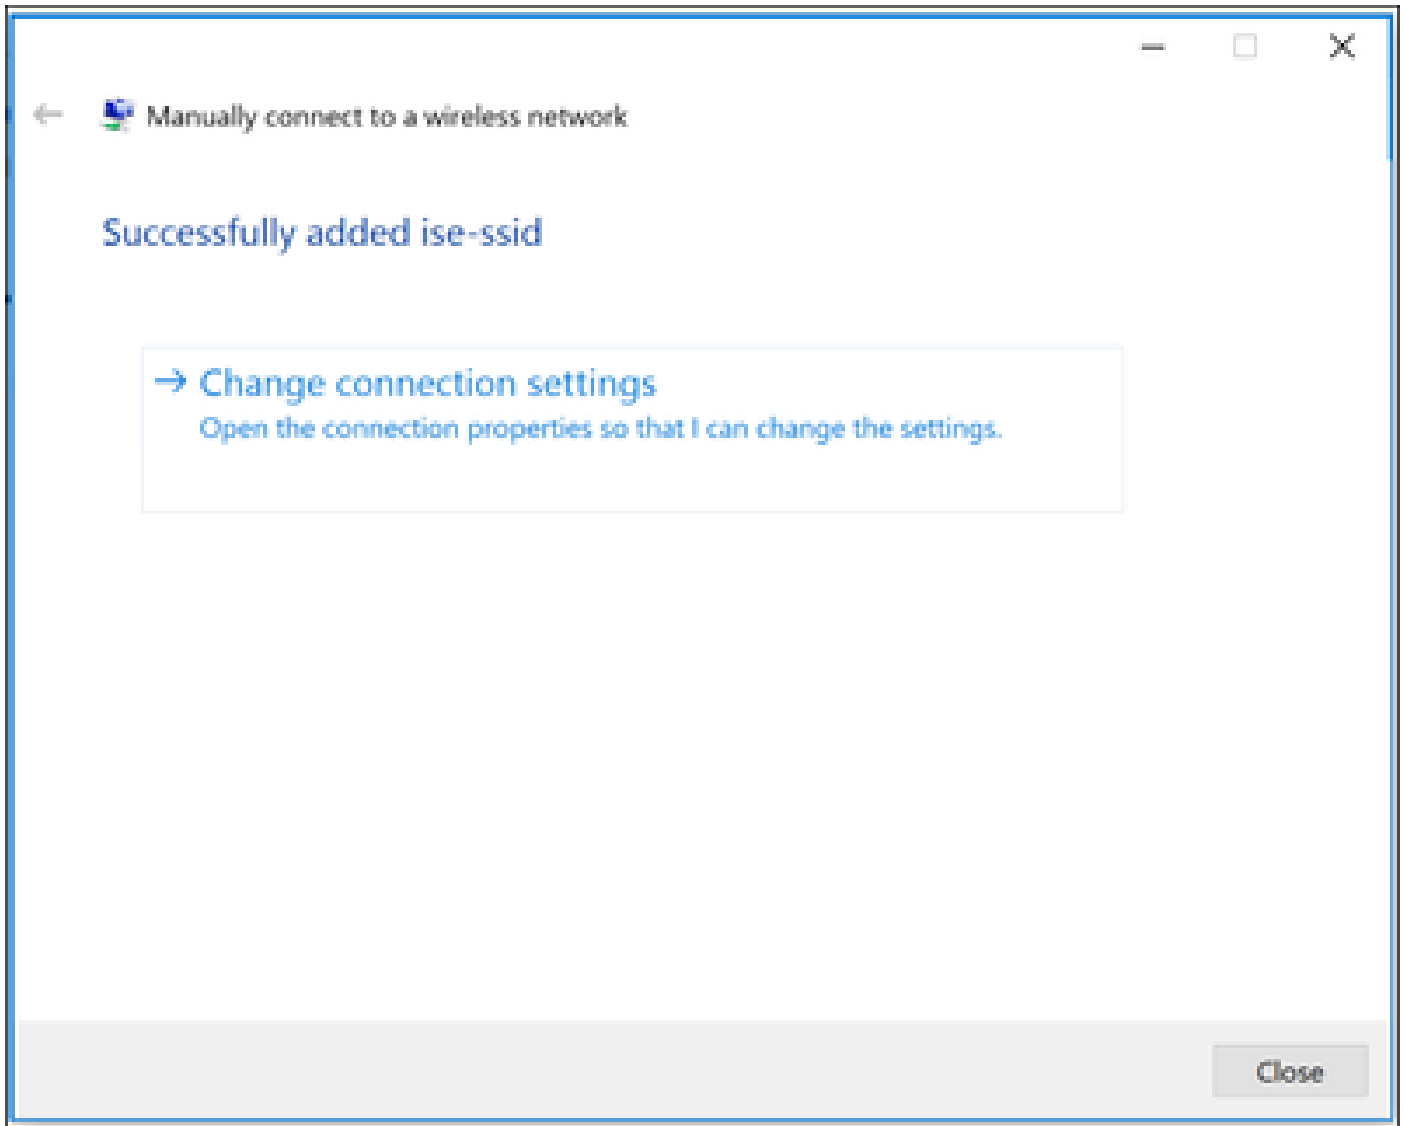 Manually connect to a wireless network
Successfully added ise-ssid
→ Change connection settings
Open the connection properties so that I can change the settings.
Close